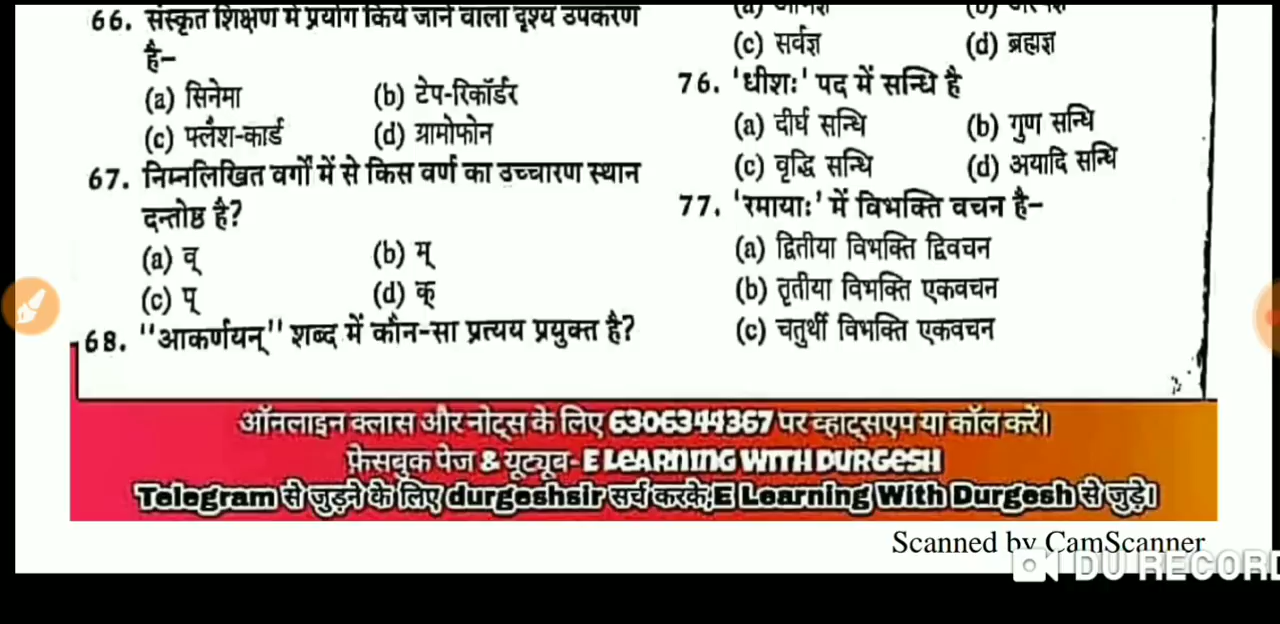 66. संस्कृत शिक्षण में प्रयोग किये जाने वाला दृश्य उपकरण
है–
(a) सिनेमा (b) टेप-रिकॉर्डर
(c) फ्लैश-कार्ड (d) ग्रामोफोन
67. निम्नलिखित वर्गों में से किस वर्ण का उच्चारण स्थान
दन्तोष्ठ है?
(a) व् (b) म्
(c) प् (d) क्
68. "आकर्णयन्" शब्द में कौन-सा प्रत्यय प्रयुक्त है?
(c) सर्वज्ञ (d) ब्रह्मज्ञ
76. 'धीशः' पद में सन्धि है
(a) दीर्घ सन्धि (b) गुण सन्धि
(c) वृद्धि सन्धि (d) अयादि सन्धि
77. 'रमायाः' में विभक्ति वचन है–
(a) द्वितीया विभक्ति द्विवचन
(b) तृतीया विभक्ति एकवचन
(c) चतुर्थी विभक्ति एकवचन
ऑनलाइन क्लास और नोट्स के लिए 6306344367 पर व्हाट्सएप या कॉल करें।
फ़ेसबुक पेज & यूट्यूब- E LEARNING WITH DURGESH
Telegram से जुड़ने के लिए durgeshsir सर्च करके,E Learning With Durgesh से जुड़े।
Scanned by CamScanner
DU RECORD